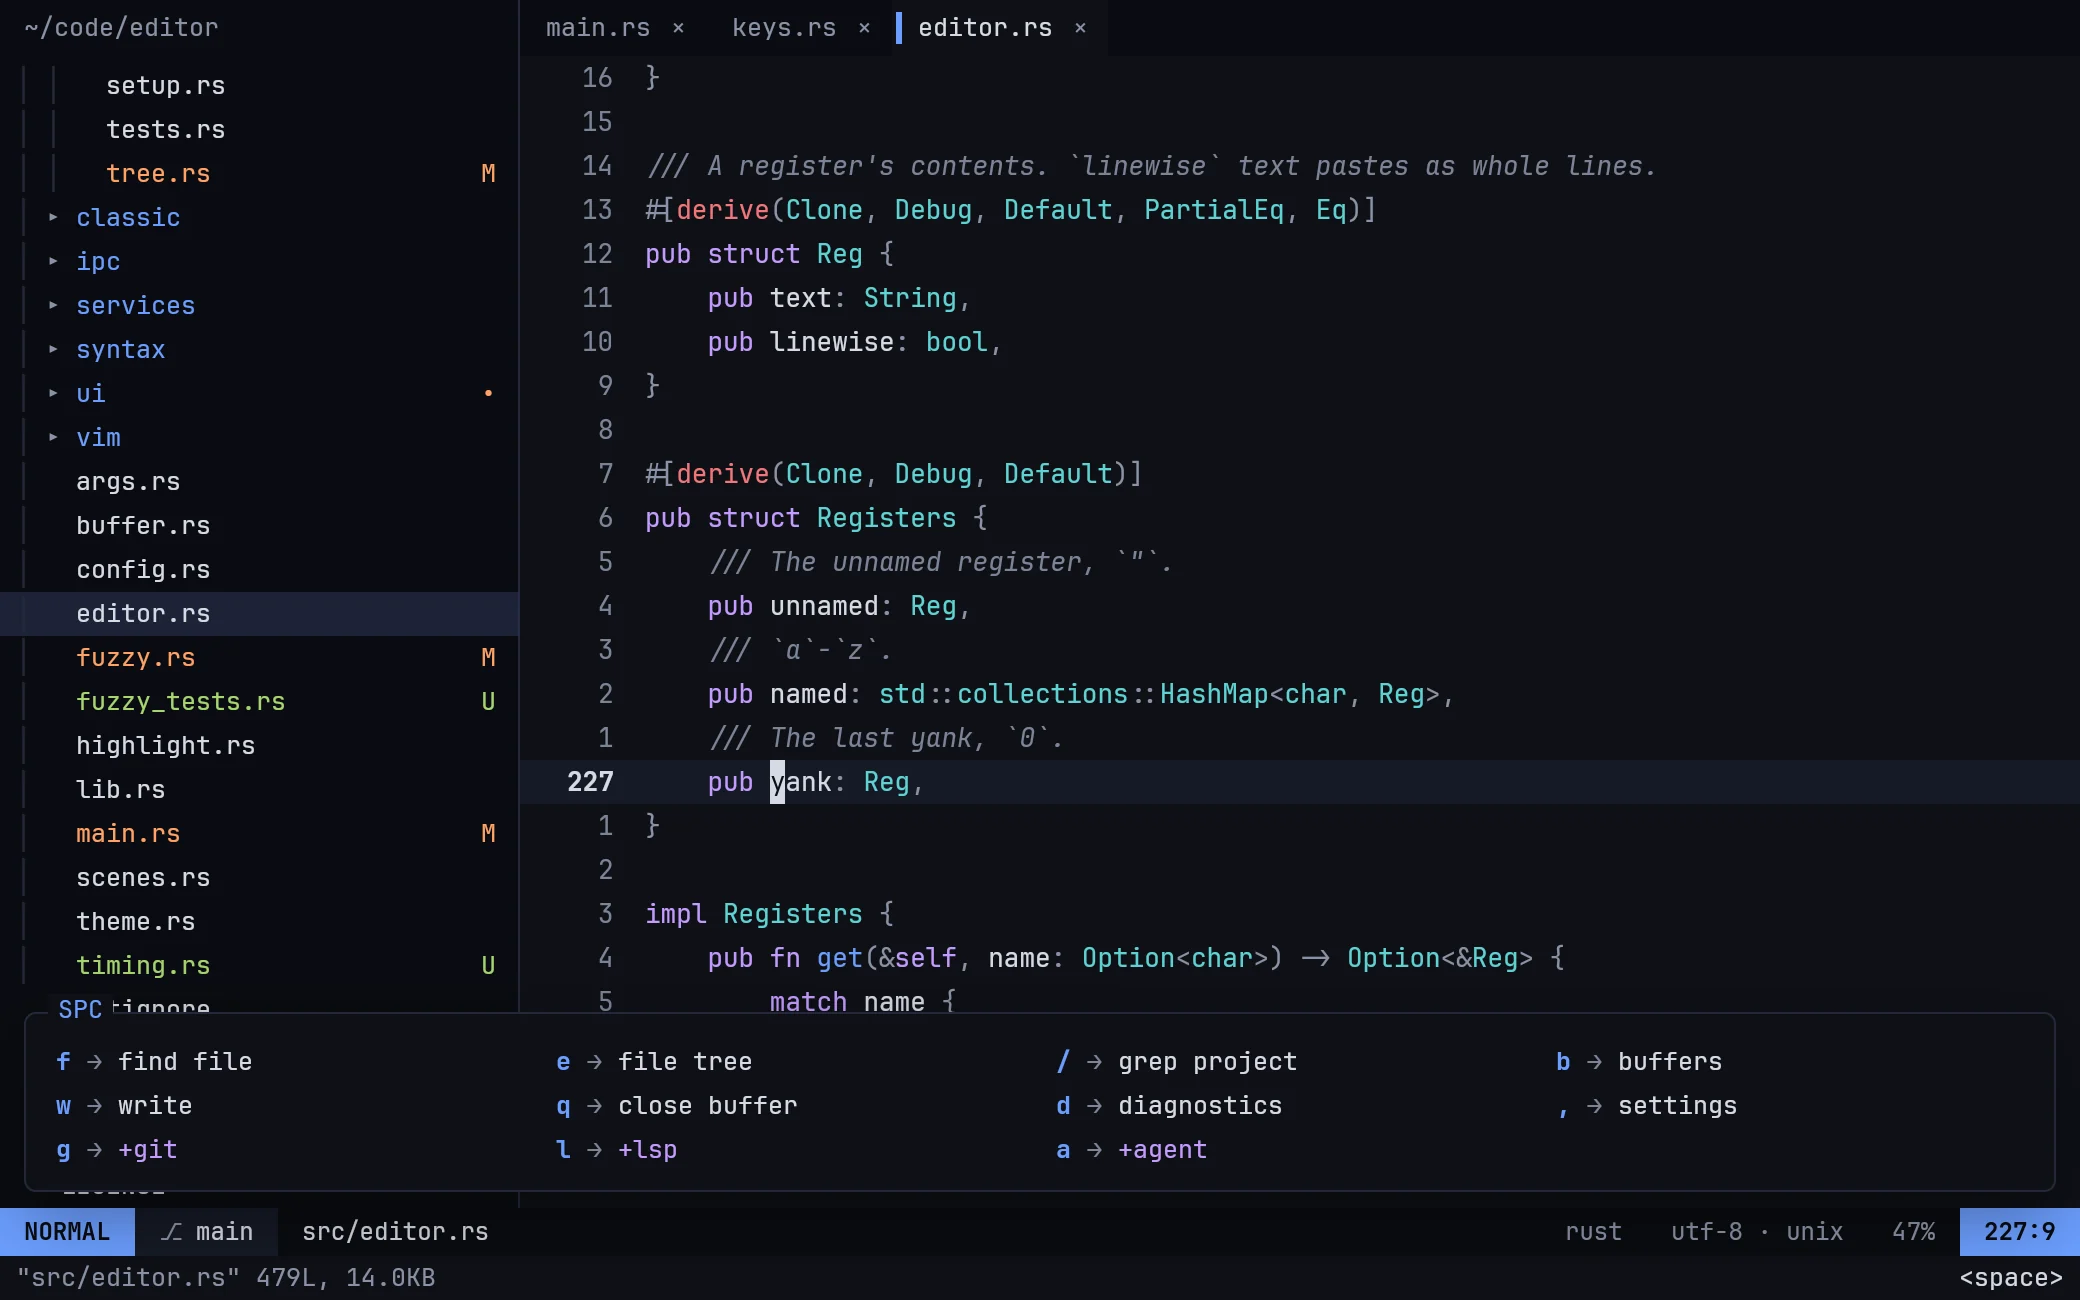 ~/code/editor
setup.rs
tests.rs
tree.rs M
▸ classic
▸ ipc
▸ services
▸ syntax
▸ ui •
▸ vim
args.rs
buffer.rs
config.rs
editor.rs
fuzzy.rs M
fuzzy_tests.rs U
highlight.rs
lib.rs
main.rs M
scenes.rs
theme.rs
timing.rs U
main.rs × keys.rs × editor.rs ×
16 }
15
14 /// A register's contents. `linewise` text pastes as whole lines.
13 #[derive(Clone, Debug, Default, PartialEq, Eq)]
12 pub struct Reg {
11     pub text: String,
10     pub linewise: bool,
9 }
8
7 #[derive(Clone, Debug, Default)]
6 pub struct Registers {
5     /// The unnamed register, `"`.
4     pub unnamed: Reg,
3     /// `a`-`z`.
2     pub named: std::collections::HashMap<char, Reg>,
1     /// The last yank, `0`.
227     pub yank: Reg,
1 }
2
3 impl Registers {
4     pub fn get(&self, name: Option<char>) -> Option<&Reg> {
5         match name {
SPC
f → find file e → file tree / → grep project b → buffers
w → write q → close buffer d → diagnostics , → settings
g → +git l → +lsp a → +agent
NORMAL ⎇ main src/editor.rs rust utf-8 · unix 47% 227:9
"src/editor.rs" 479L, 14.0KB <space>